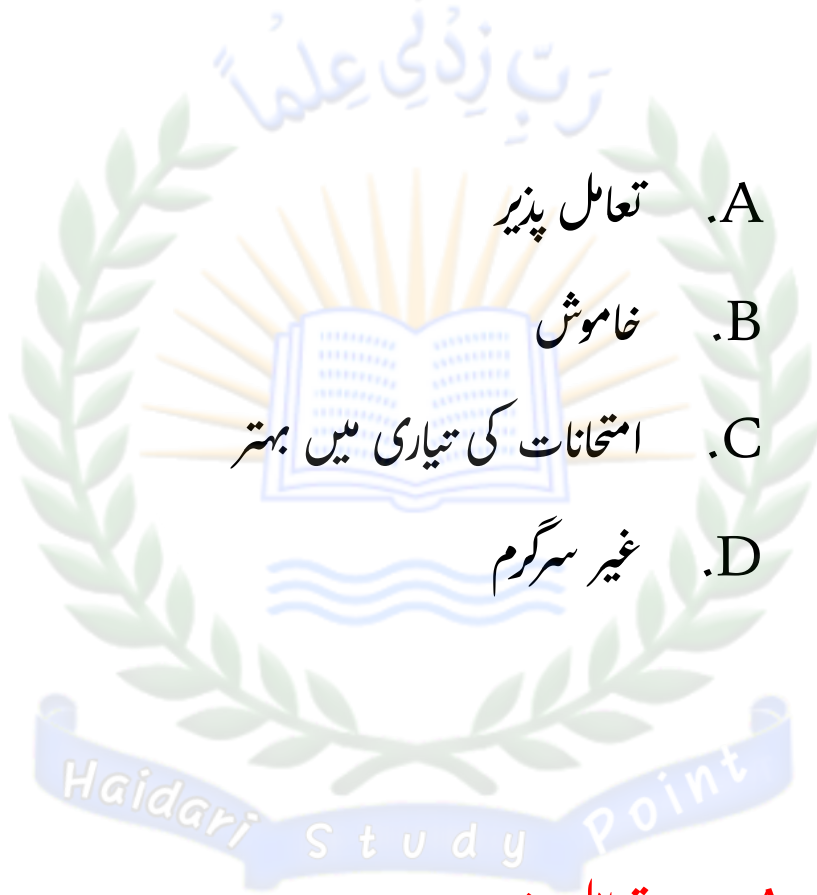 رَبِّ زِدْنِي عِلْماً
A. تعامل پذیر
B. خاموش
C. امتحانات کی تیاری میں بہتر
D. غیر سرگرم
Haidari Study Point